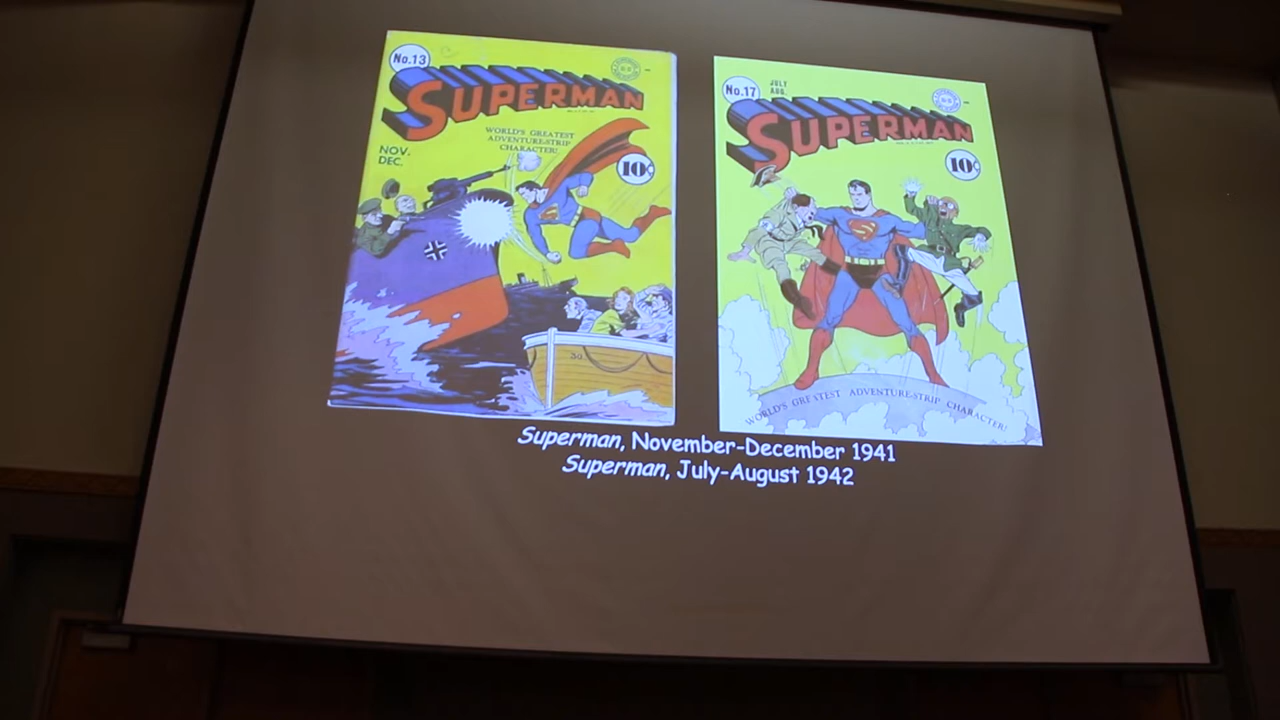 No.13
SUPERMAN
WORLD'S GREATEST
ADVENTURE-STRIP
CHARACTER!
NOV.
DEC.
10¢
30
No.17
JULY
AUG.
SUPERMAN
10¢
WORLD'S GREATEST ADVENTURE-STRIP CHARACTER!
Superman, November-December 1941
Superman, July-August 1942